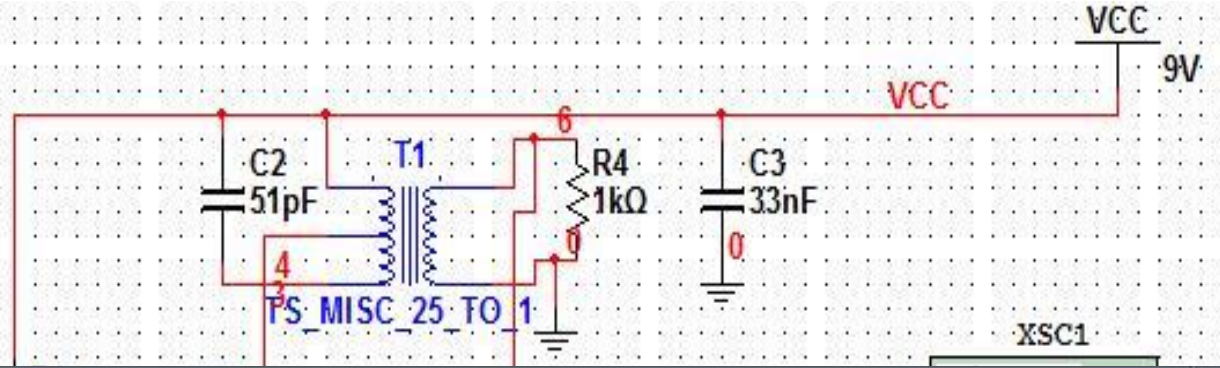 VCC
9V
VCC
6
T1
C2
51pF
R4
1kΩ
C3
33nF
0
0
4
3
TS_MISC_25_TO_1
XSC1